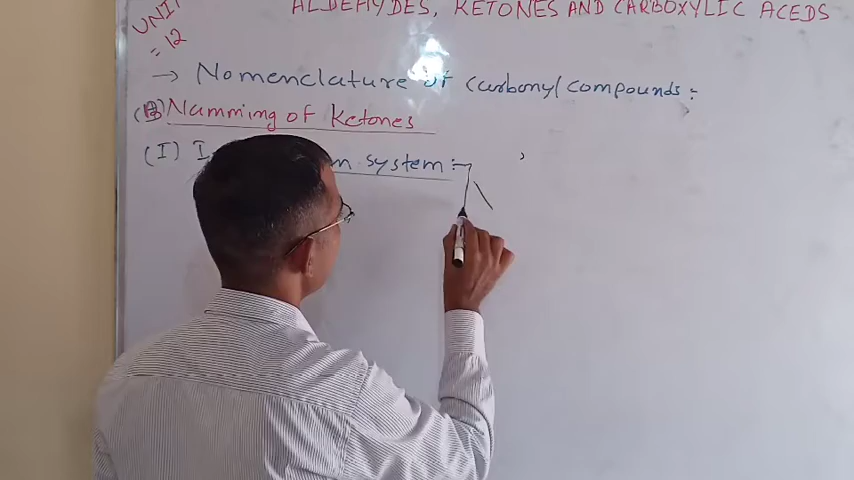 ALDEHYDES, KETONES AND CARBOXYLIC ACEDS
UNIT
= 12
→ Nomenclature of carbonyl compounds:
(B) Namming of Ketones
(I) system:-